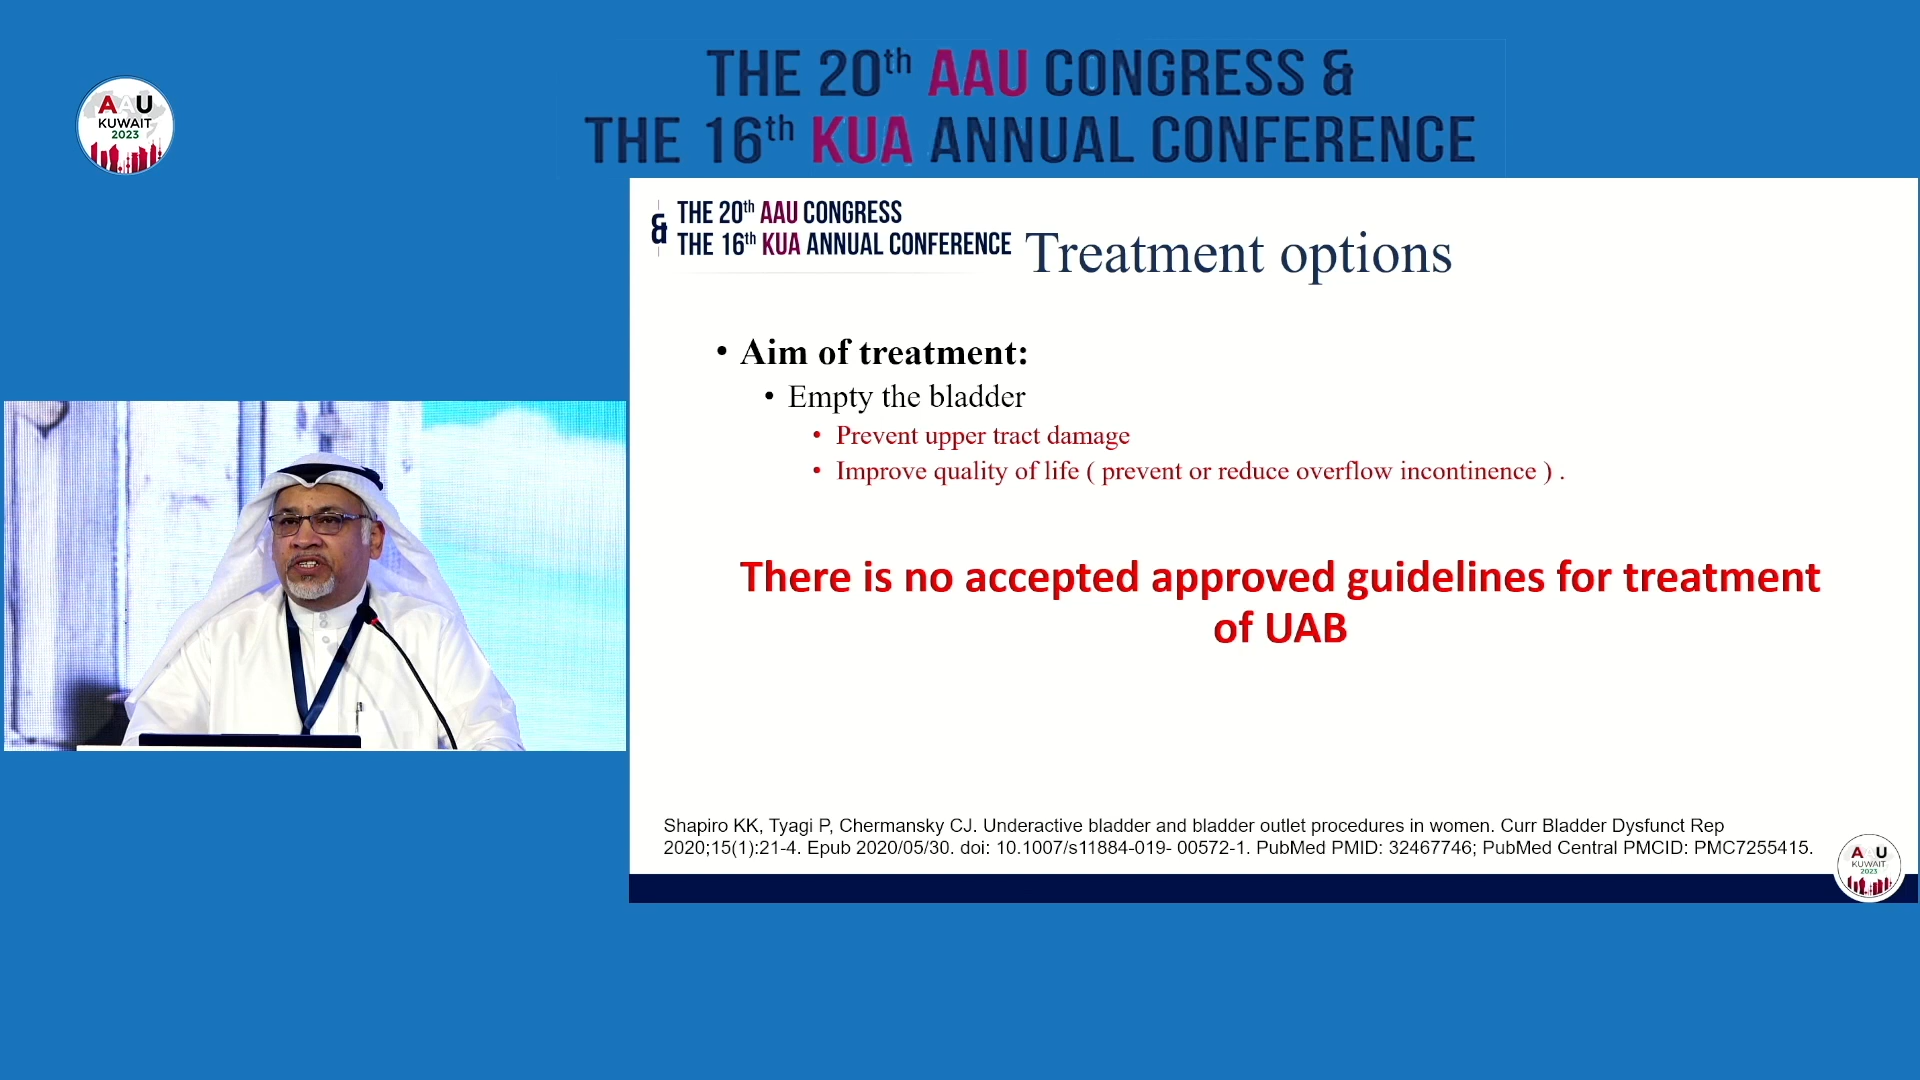 THE 20th AAU CONGRESS &
THE 16th KUA ANNUAL CONFERENCE
AAU
KUWAIT
2023
& THE 20th AAU CONGRESS
THE 16th KUA ANNUAL CONFERENCE
Treatment options
• Aim of treatment:
• Empty the bladder
• Prevent upper tract damage
• Improve quality of life ( prevent or reduce overflow incontinence ) .
There is no accepted approved guidelines for treatment
of UAB
Shapiro KK, Tyagi P, Chermansky CJ. Underactive bladder and bladder outlet procedures in women. Curr Bladder Dysfunct Rep
2020;15(1):21-4. Epub 2020/05/30. doi: 10.1007/s11884-019- 00572-1. PubMed PMID: 32467746; PubMed Central PMCID: PMC7255415.
AAU
KUWAIT
2023